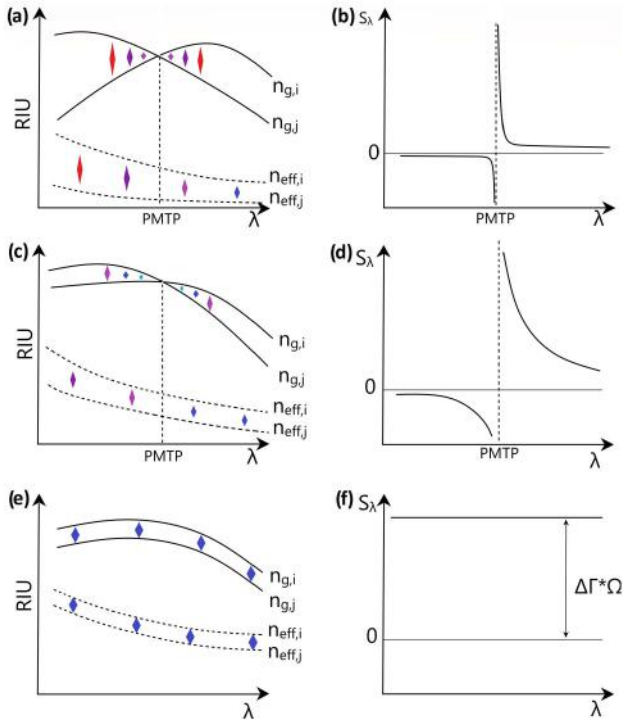 (a)
RIU
n_g,i
n_g,j
n_eff,i
n_eff,j
PMTP
λ
(b)
S_λ
0
PMTP
λ
(c)
RIU
n_g,i
n_g,j
n_eff,i
n_eff,j
PMTP
λ
(d)
S_λ
0
PMTP
λ
(e)
RIU
n_g,i
n_g,j
n_eff,i
n_eff,j
λ
(f)
S_λ
ΔΓ*Ω
0
λ